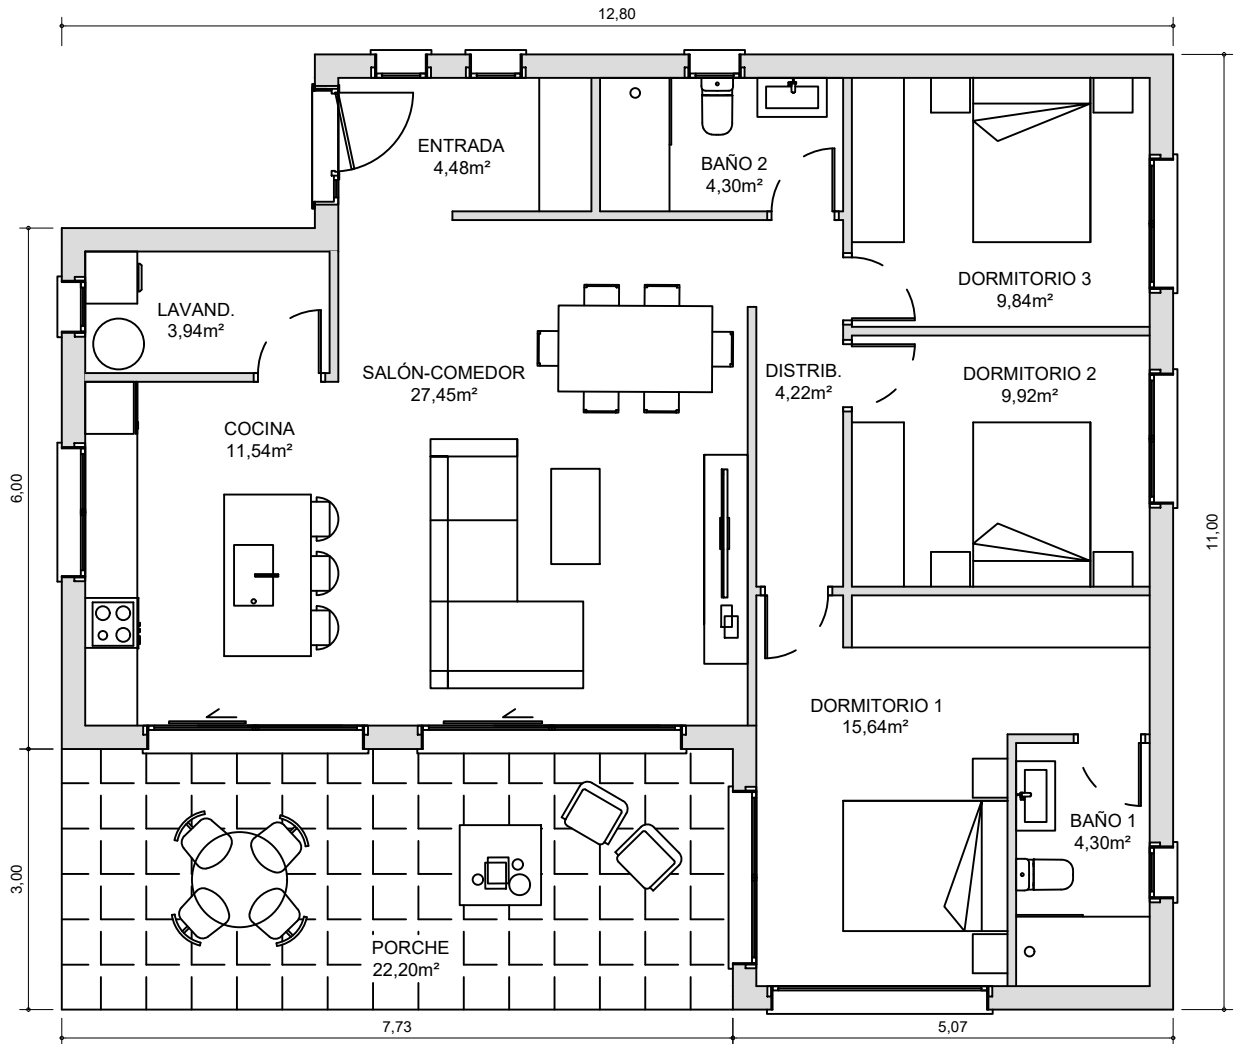 12,80
ENTRADA
4,48m²
BAÑO 2
4,30m²
DORMITORIO 3
9,84m²
LAVAND.
3,94m²
SALÓN-COMEDOR
27,45m²
DISTRIB.
4,22m²
DORMITORIO 2
9,92m²
COCINA
11,54m²
6,00
11,00
DORMITORIO 1
15,64m²
BAÑO 1
4,30m²
3,00
PORCHE
22,20m²
7,73
5,07